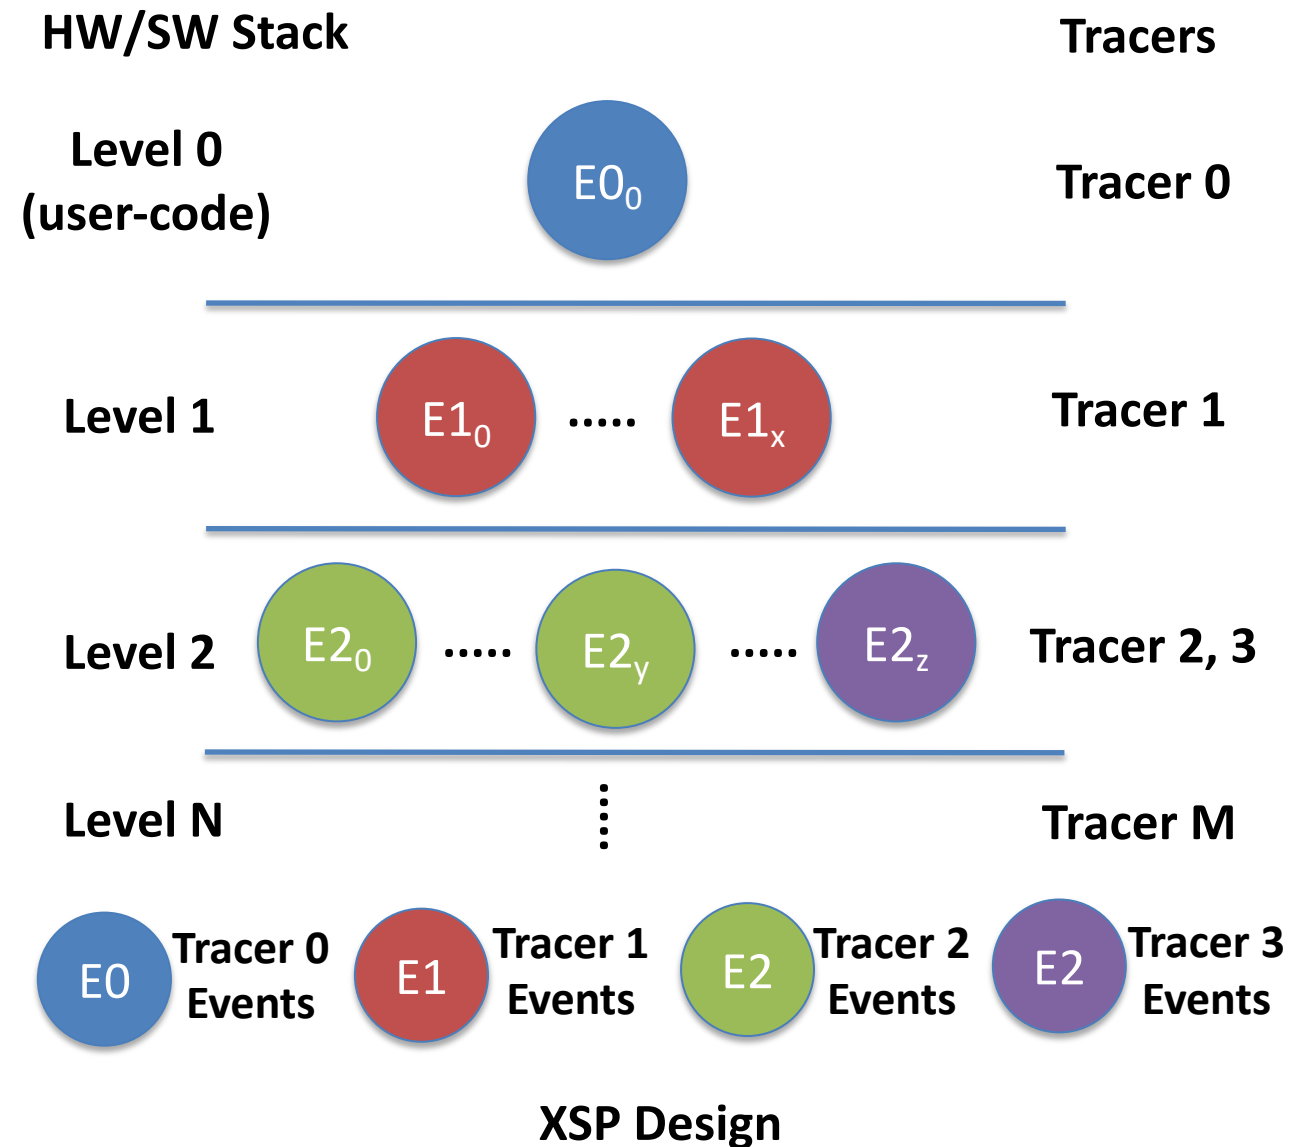 HW/SW Stack
Tracers
Level 0
(user-code)
E0₀
Tracer 0
Level 1
E1₀
.....
E1ₓ
Tracer 1
Level 2
E2₀
.....
E2y
.....
E2z
Tracer 2, 3
Level N
.....
Tracer M
E0
Tracer 0
Events
E1
Tracer 1
Events
E2
Tracer 2
Events
E2
Tracer 3
Events
XSP Design